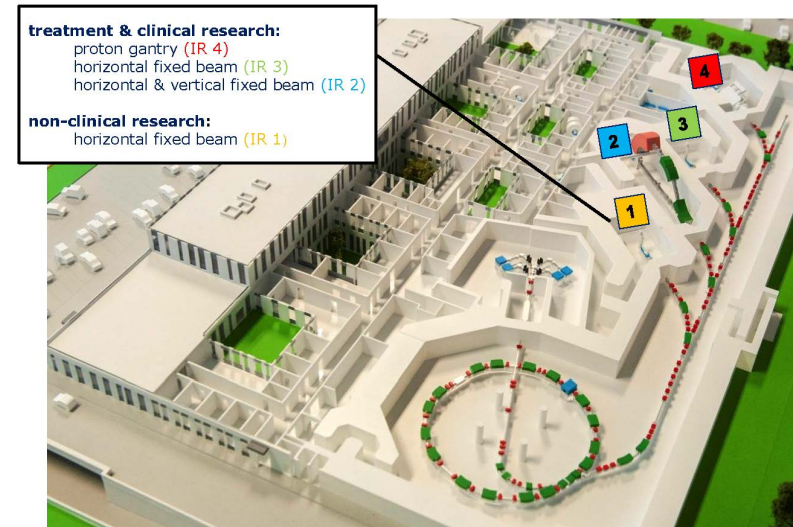 treatment & clinical research:
proton gantry (IR 4)
horizontal fixed beam (IR 3)
horizontal & vertical fixed beam (IR 2)
non-clinical research:
horizontal fixed beam (IR 1)
4
3
2
1